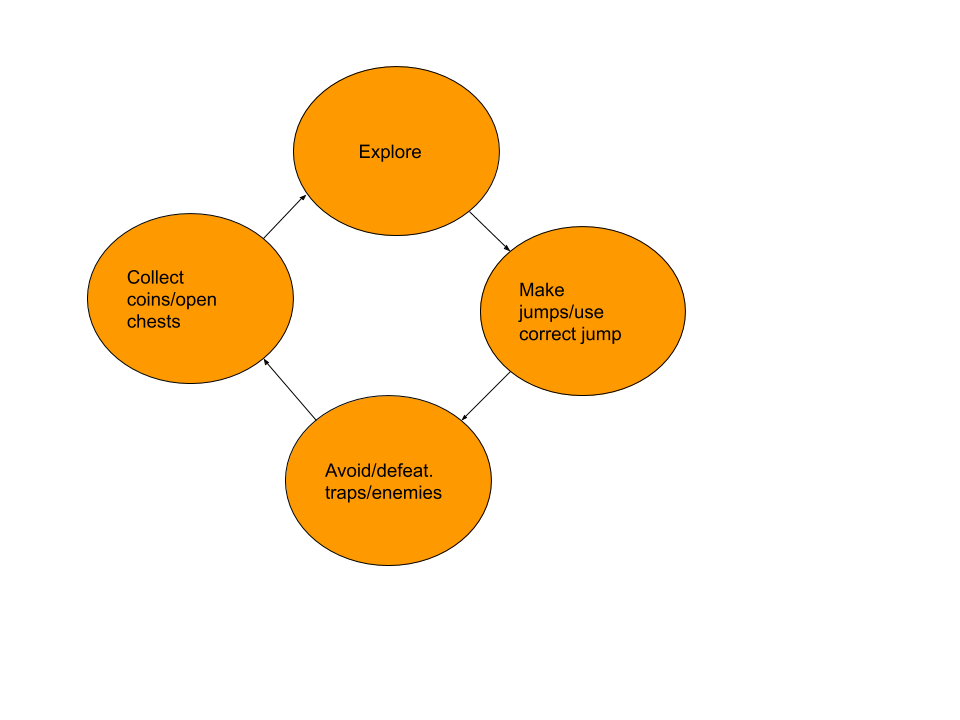 Explore
Make
jumps/use
correct jump
Avoid/defeat.
traps/enemies
Collect
coins/open
chests